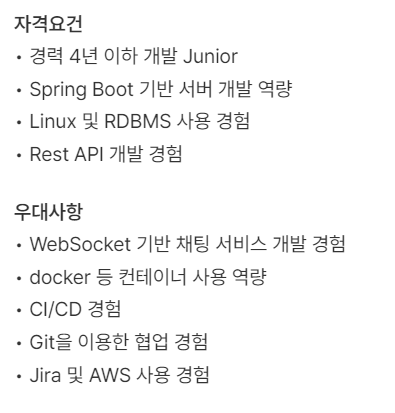 자격요건
• 경력 4년 이하 개발 Junior
• Spring Boot 기반 서버 개발 역량
• Linux 및 RDBMS 사용 경험
• Rest API 개발 경험
우대사항
• WebSocket 기반 채팅 서비스 개발 경험
• docker 등 컨테이너 사용 역량
• CI/CD 경험
• Git을 이용한 협업 경험
• Jira 및 AWS 사용 경험